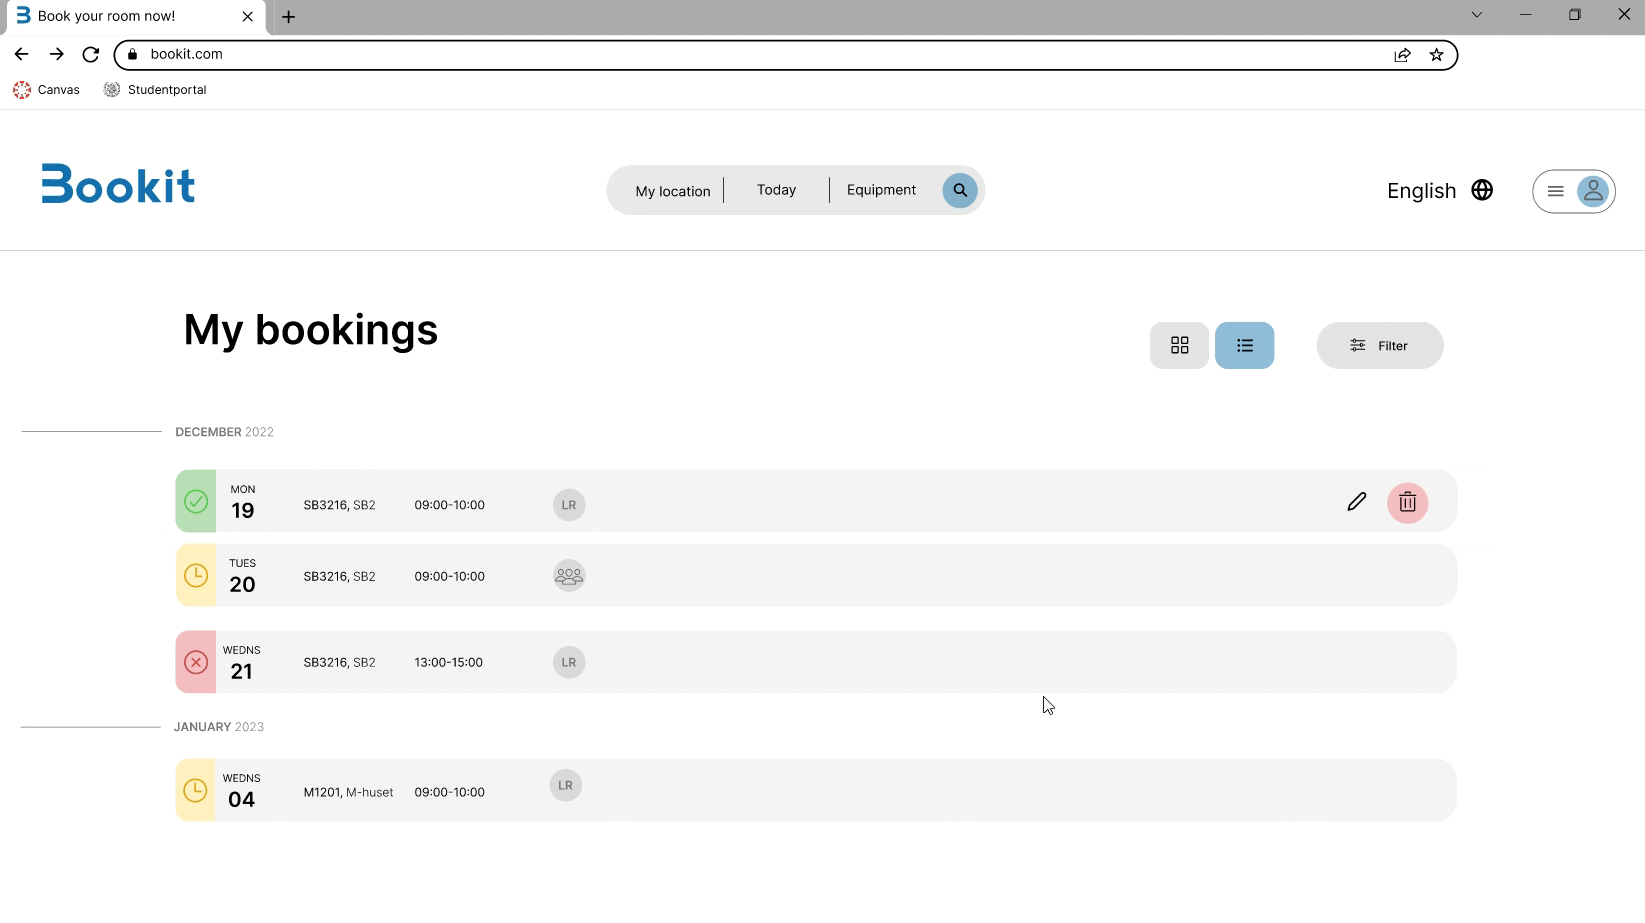 Book your room now!
bookit.com
Canvas Studentportal
Bookit
My location Today Equipment
English
My bookings
Filter
DECEMBER 2022
MON
19
SB3216, SB2 09:00-10:00 LR
TUES
20
SB3216, SB2 09:00-10:00
WEDNS
21
SB3216, SB2 13:00-15:00 LR
JANUARY 2023
WEDNS
04
M1201, M-huset 09:00-10:00 LR